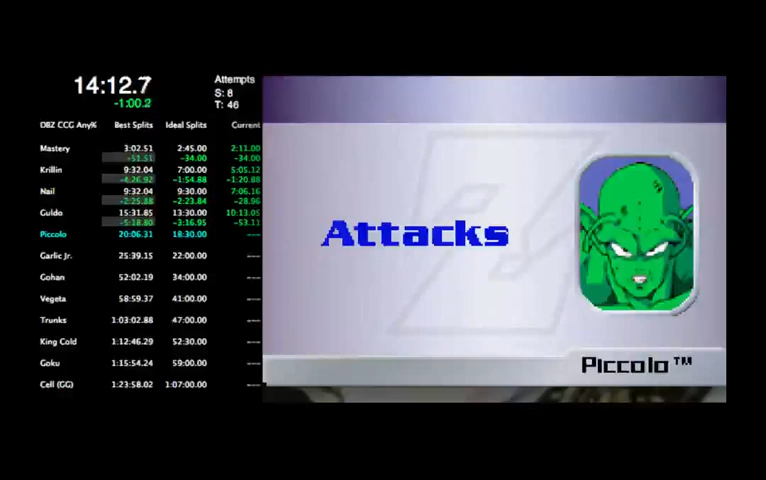 14:12.7
-1:00.2
Attempts
S: 8
T: 46
DBZ CCG Any% Best Splits Ideal Splits Current
Mastery 3:02.51 2:45.00 2:11.00
-51.51 -34.00 -34.00
Krillin 9:32.04 7:00.00 5:05.12
-4:26.92 -1:54.88 -1:20.88
Nail 9:32.04 9:30.00 7:06.16
-2:25.88 -2:23.84 -28.96
Guldo 15:31.85 13:30.00 10:13.05
-5:18.80 -3:16.95 -53.11
Piccolo 20:06.31 18:30.00 ---
Garlic Jr. 25:39.15 22:00.00 ---
Gohan 52:02.19 34:00.00 ---
Vegeta 58:59.37 41:00.00 ---
Trunks 1:03:02.88 47:00.00 ---
King Cold 1:12:46.29 52:30.00 ---
Goku 1:15:54.24 59:00.00 ---
Cell (GG) 1:23:58.02 1:07:00.00 ---
Attacks
Piccolo™